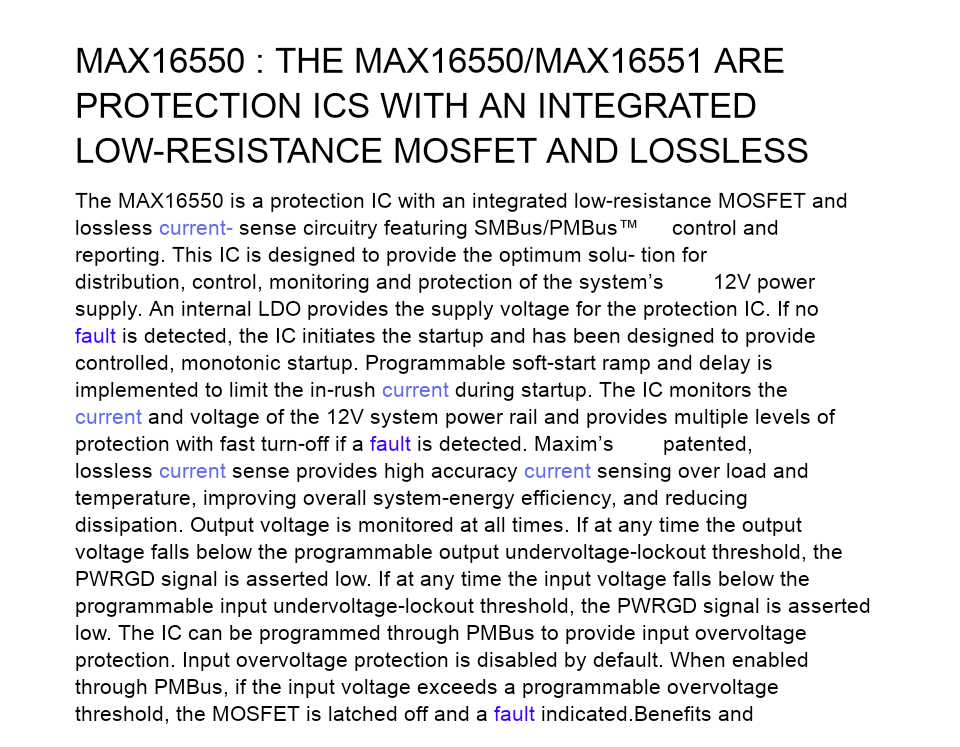 MAX16550 : THE MAX16550/MAX16551 ARE
PROTECTION ICS WITH AN INTEGRATED
LOW-RESISTANCE MOSFET AND LOSSLESS
The MAX16550 is a protection IC with an integrated low-resistance MOSFET and
lossless current- sense circuitry featuring SMBus/PMBus™ control and
reporting. This IC is designed to provide the optimum solu- tion for
distribution, control, monitoring and protection of the system’s 12V power
supply. An internal LDO provides the supply voltage for the protection IC. If no
fault is detected, the IC initiates the startup and has been designed to provide
controlled, monotonic startup. Programmable soft-start ramp and delay is
implemented to limit the in-rush current during startup. The IC monitors the
current and voltage of the 12V system power rail and provides multiple levels of
protection with fast turn-off if a fault is detected. Maxim’s patented,
lossless current sense provides high accuracy current sensing over load and
temperature, improving overall system-energy efficiency, and reducing
dissipation. Output voltage is monitored at all times. If at any time the output
voltage falls below the programmable output undervoltage-lockout threshold, the
PWRGD signal is asserted low. If at any time the input voltage falls below the
programmable input undervoltage-lockout threshold, the PWRGD signal is asserted
low. The IC can be programmed through PMBus to provide input overvoltage
protection. Input overvoltage protection is disabled by default. When enabled
through PMBus, if the input voltage exceeds a programmable overvoltage
threshold, the MOSFET is latched off and a fault indicated.Benefits and